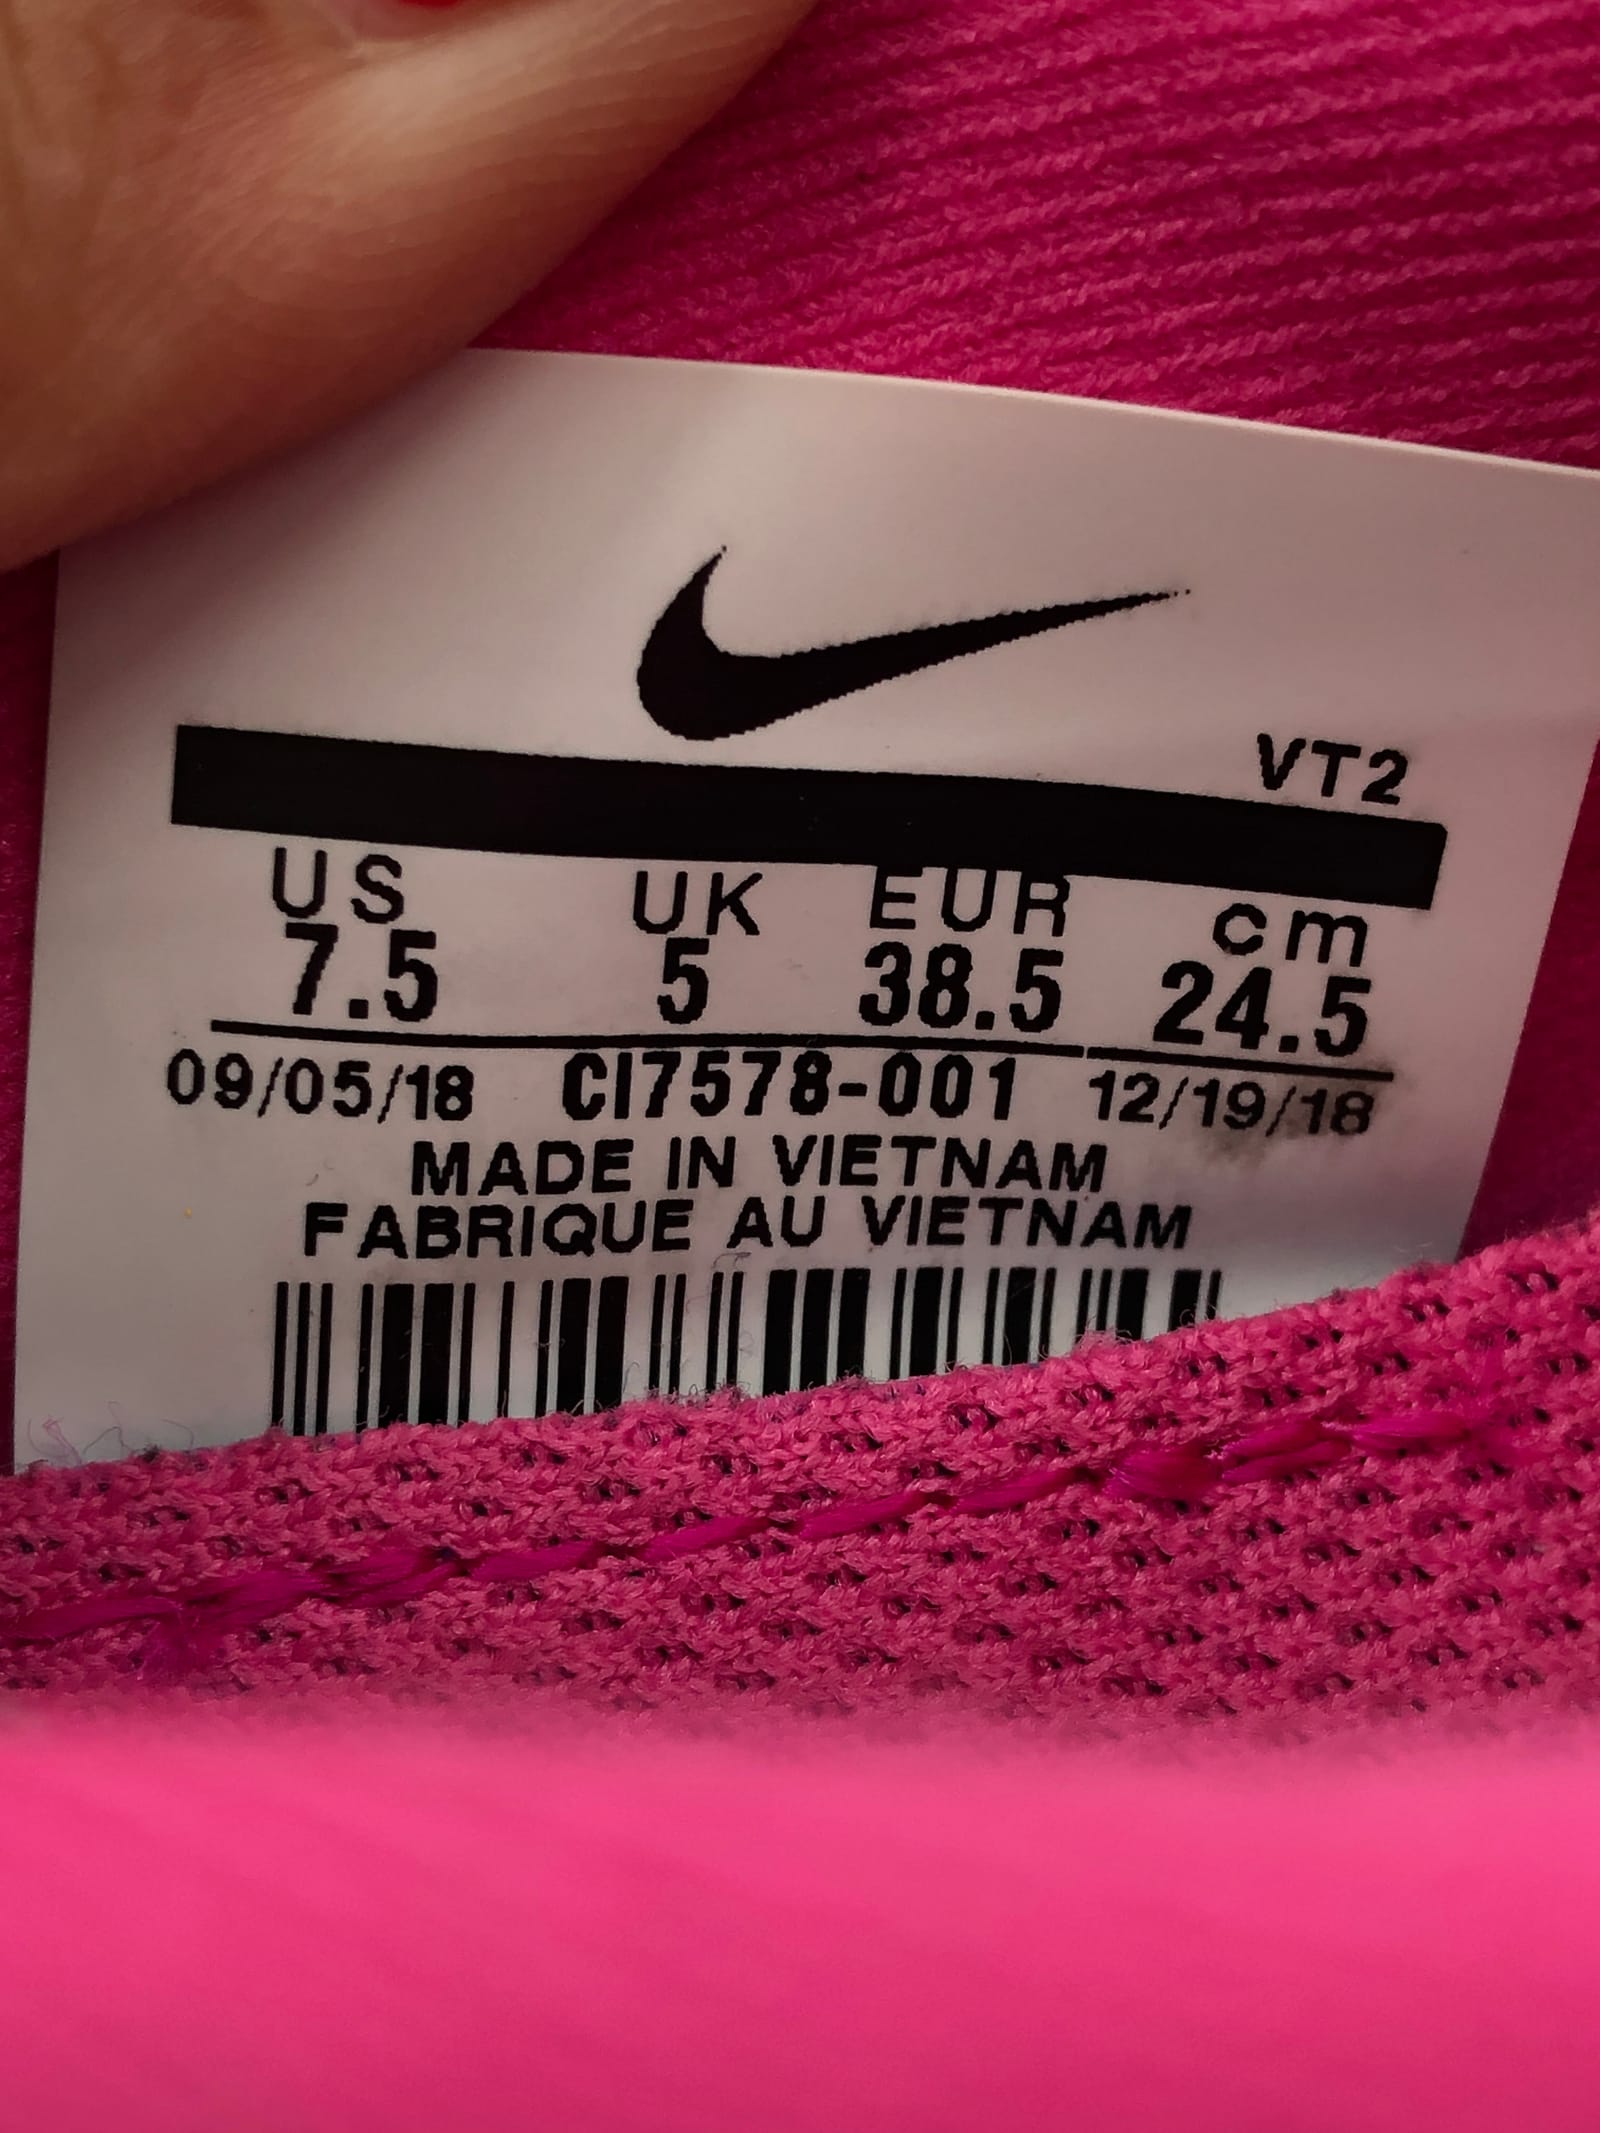 VT2
US UK EUR cm
7.5 5 38.5 24.5
09/05/18 CI7578-001 12/19/18
MADE IN VIETNAM
FABRIQUE AU VIETNAM